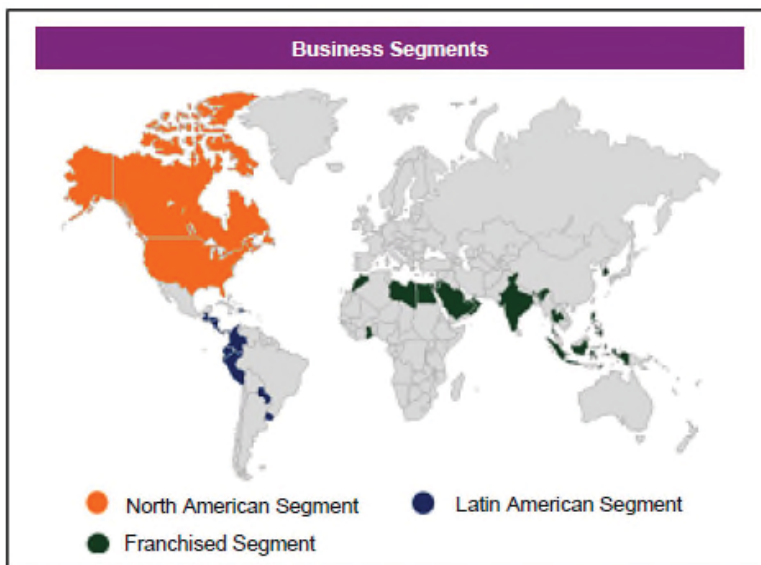 Business Segments
North American Segment
Latin American Segment
Franchised Segment